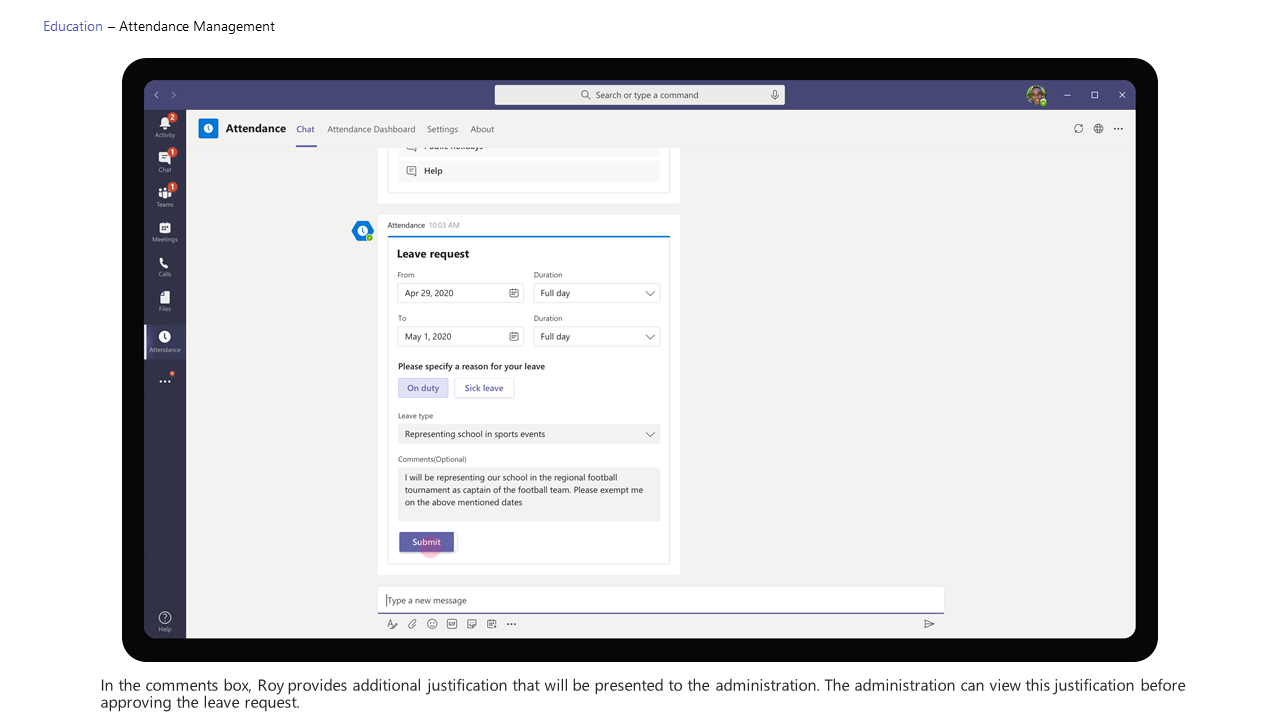 Education – Attendance Management
Search or type a command
2
Activity
Attendance
Chat
Attendance Dashboard
Settings
About
1
Chat
Public holidays
Help
1
Teams
Meetings
Calls
Files
Attendance
Help
Attendance 10:03 AM
Leave request
From
Duration
Apr 29, 2020
Full day
To
Duration
May 1, 2020
Full day
Please specify a reason for your leave
On duty
Sick leave
Leave type
Representing school in sports events
Comments(Optional)
I will be representing our school in the regional football
tournament as captain of the football team. Please exempt me
on the above mentioned dates
Submit
Type a new message
GIF
In the comments box, Roy provides additional justification that will be presented to the administration. The administration can view this justification before
approving the leave request.